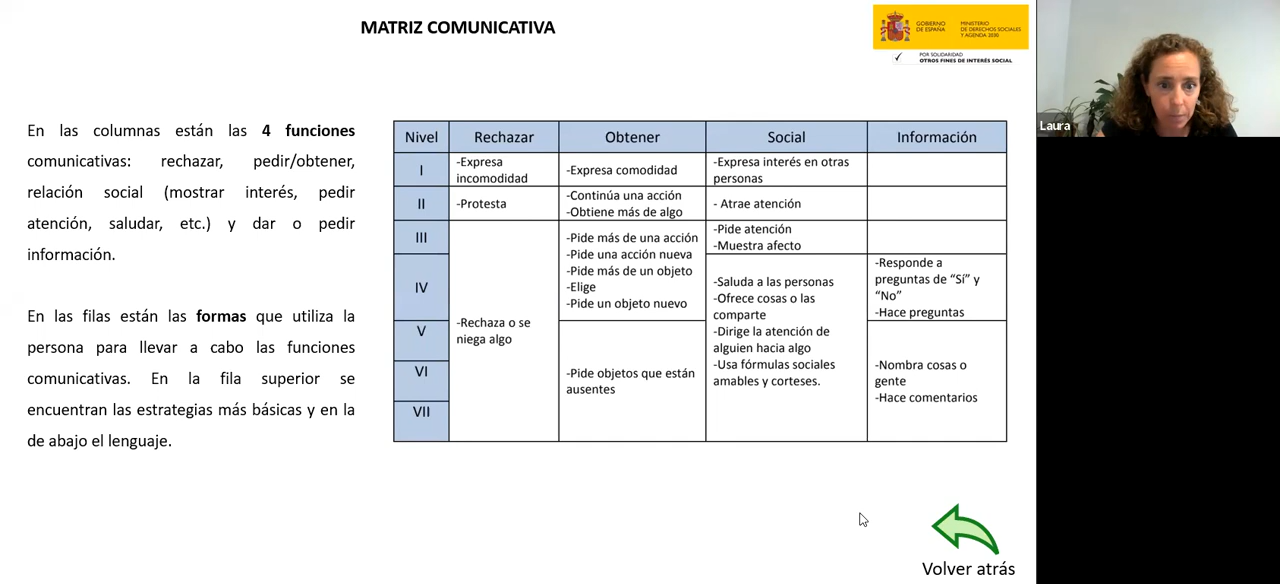 MATRIZ COMUNICATIVA
GOBIERNO
DE ESPAÑA
MINISTERIO
DE DERECHOS SOCIALES
Y AGENDA 2030
POR SOLIDARIDAD
OTROS FINES DE INTERÉS SOCIAL
Laura
En las columnas están las 4 funciones
comunicativas: rechazar, pedir/obtener,
relación social (mostrar interés, pedir
atención, saludar, etc.) y dar o pedir
información.
En las filas están las formas que utiliza la
persona para llevar a cabo las funciones
comunicativas. En la fila superior se
encuentran las estrategias más básicas y en la
de abajo el lenguaje.
Nivel Rechazar Obtener Social Información
I
-Expresa
incomodidad
-Expresa comodidad
-Expresa interés en otras
personas
II
-Protesta
-Continúa una acción
-Obtiene más de algo
- Atrae atención
III
IV
V
VI
VII
-Rechaza o se
niega algo
-Pide más de una acción
-Pide una acción nueva
-Pide más de un objeto
-Elige
-Pide un objeto nuevo
-Pide objetos que están
ausentes
-Pide atención
-Muestra afecto
-Saluda a las personas
-Ofrece cosas o las
comparte
-Dirige la atención de
alguien hacia algo
-Usa fórmulas sociales
amables y corteses.
-Responde a
preguntas de “Sí” y
“No”
-Hace preguntas
-Nombra cosas o
gente
-Hace comentarios
Volver atrás